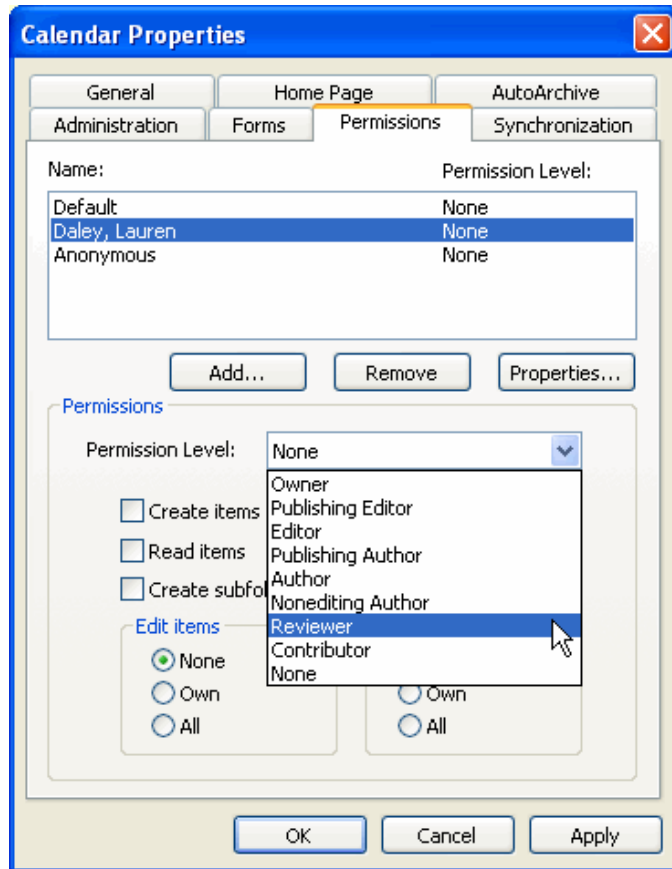 Calendar Properties
General Home Page AutoArchive
Administration Forms Permissions Synchronization
Name: Permission Level:
Default None
Daley, Lauren None
Anonymous None
Add... Remove Properties...
Permissions
Permission Level: None
Owner
Create items Publishing Editor
Editor
Read items Publishing Author
Create subfol Author
Nonediting Author
Edit items Reviewer
None Contributor
None
Own Own
All All
OK Cancel Apply